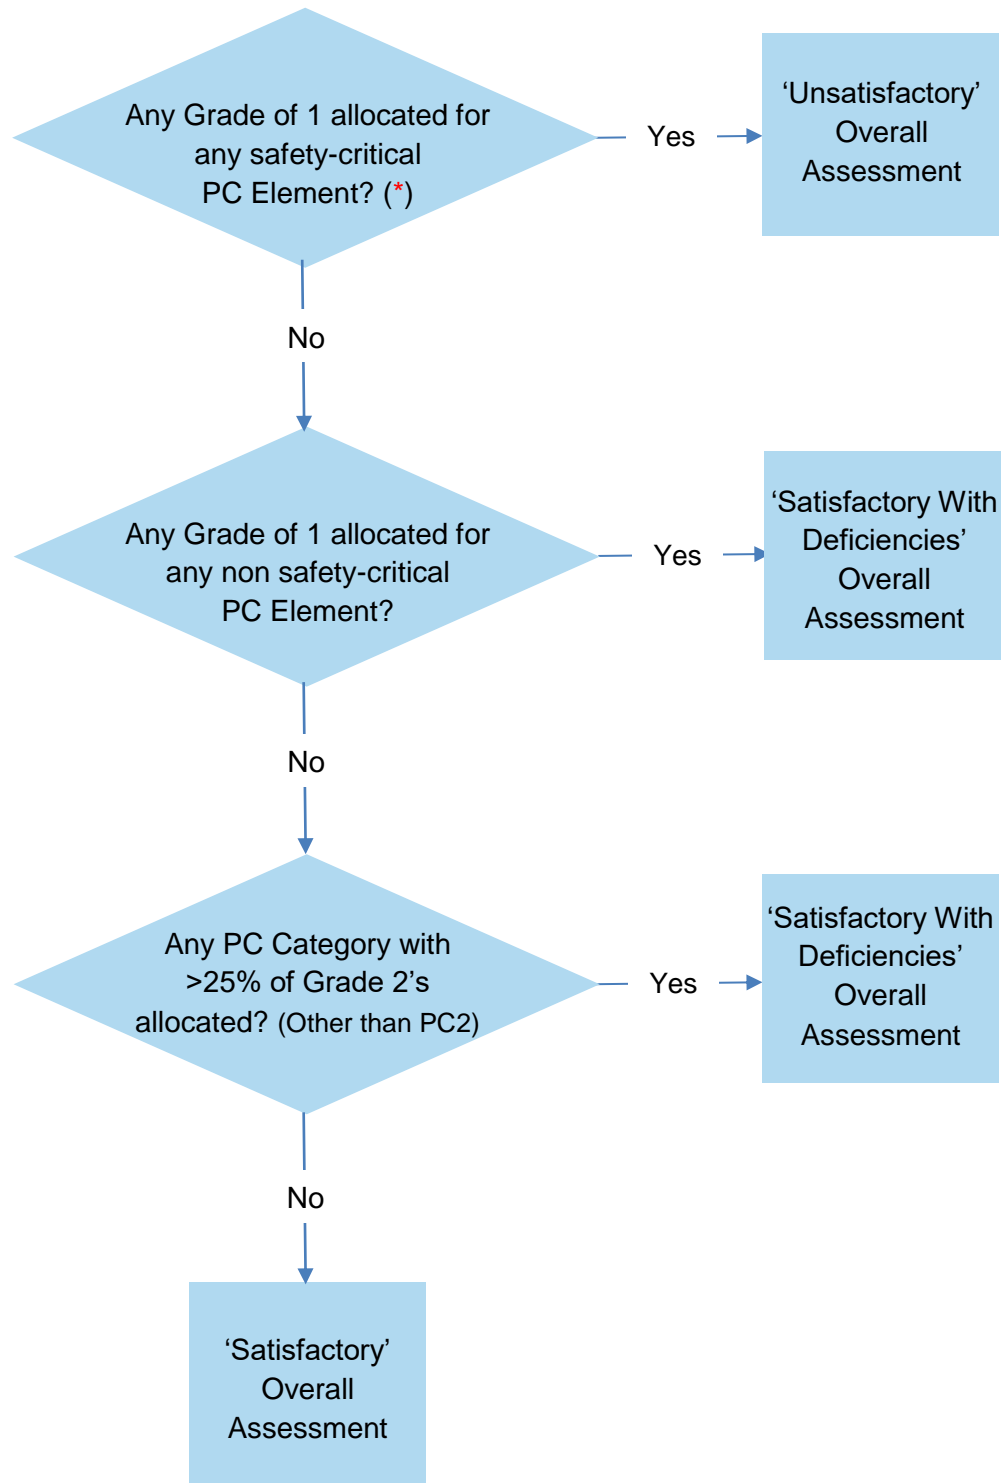 Any Grade of 1 allocated for
any safety-critical
PC Element? (*)
Yes
‘Unsatisfactory’
Overall
Assessment
No
Any Grade of 1 allocated for
any non safety-critical
PC Element?
Yes
‘Satisfactory With
Deficiencies’
Overall
Assessment
No
Any PC Category with
>25% of Grade 2’s
allocated? (Other than PC2)
Yes
‘Satisfactory With
Deficiencies’
Overall
Assessment
No
‘Satisfactory’
Overall
Assessment